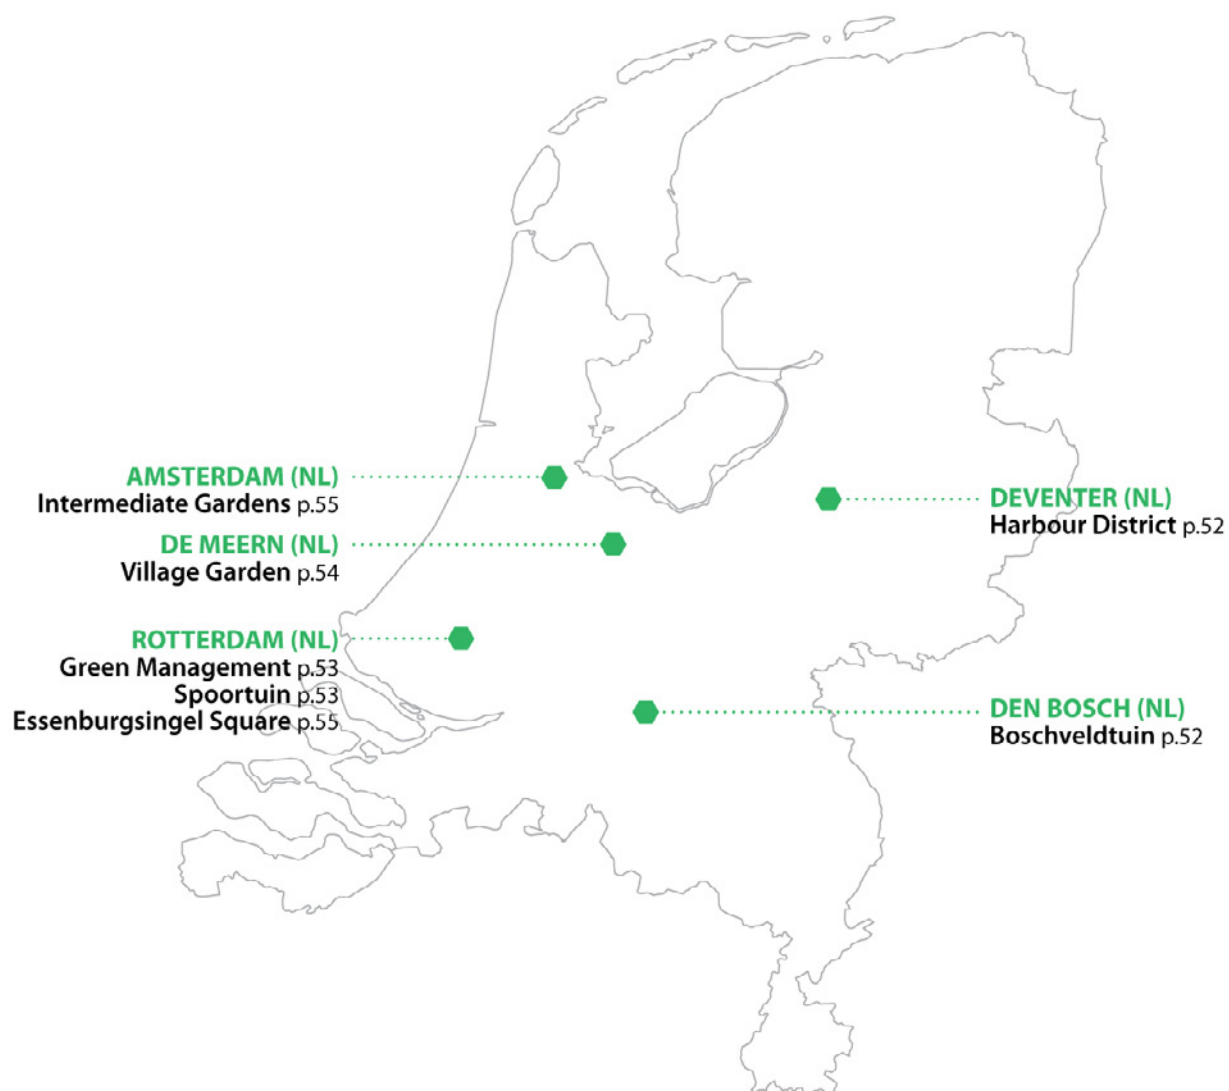 AMSTERDAM (NL)
Intermediate Gardens p.55
DE MEERN (NL)
Village Garden p.54
ROTTERDAM (NL)
Green Management p.53
Spoortuin p.53
Essenburgsingel Square p.55
DEVENTER (NL)
Harbour District p.52
DEN BOSCH (NL)
Boschveldtuin p.52